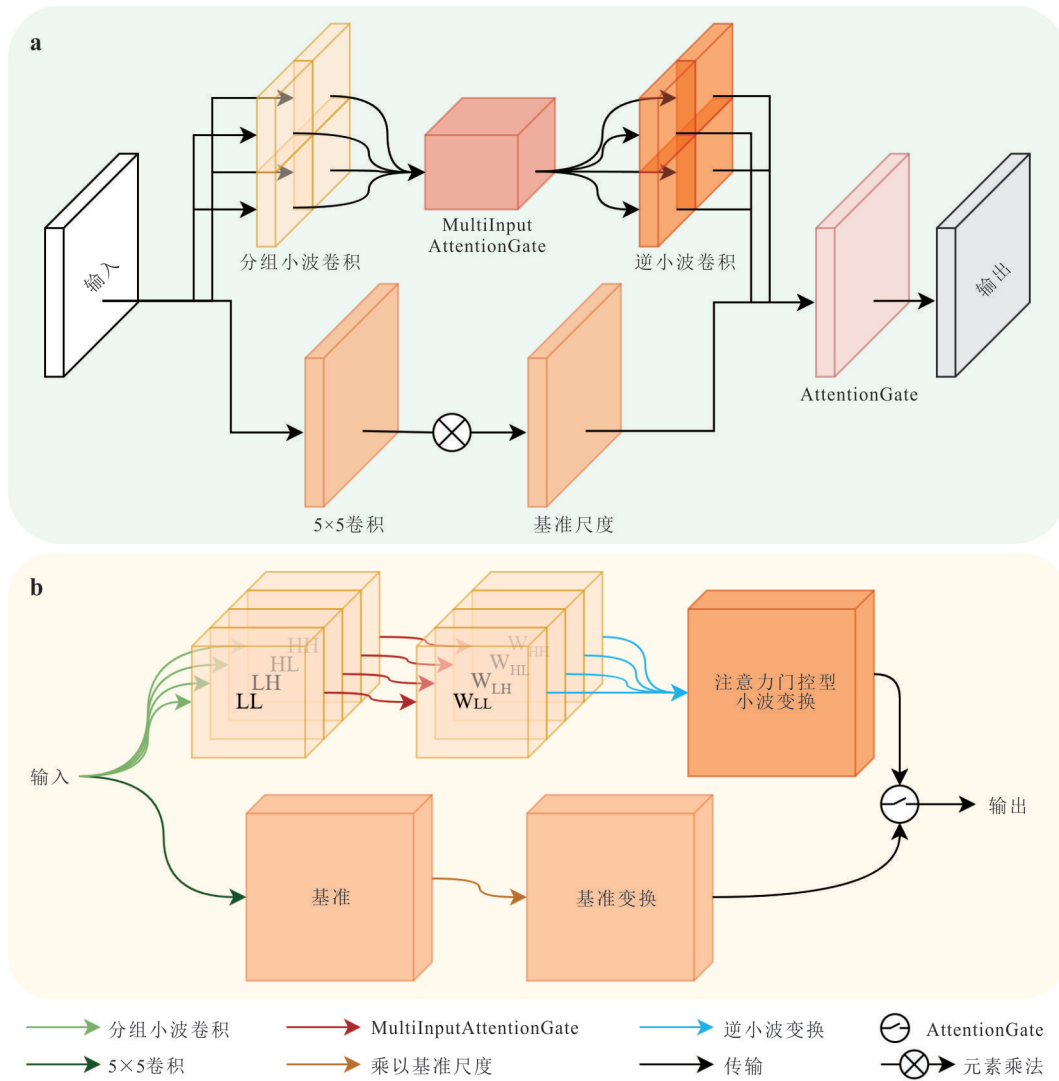 a
输入
分组小波卷积
MultiInput
AttentionGate
逆小波卷积
AttentionGate
输出
5×5卷积
基准尺度
b
HH
HL
LH
LL
WHH
WHL
WLH
WLL
注意力门控型
小波变换
输入
输出
基准
基准变换
分组小波卷积
MultiInputAttentionGate
逆小波变换
AttentionGate
5×5卷积
乘以基准尺度
传输
元素乘法